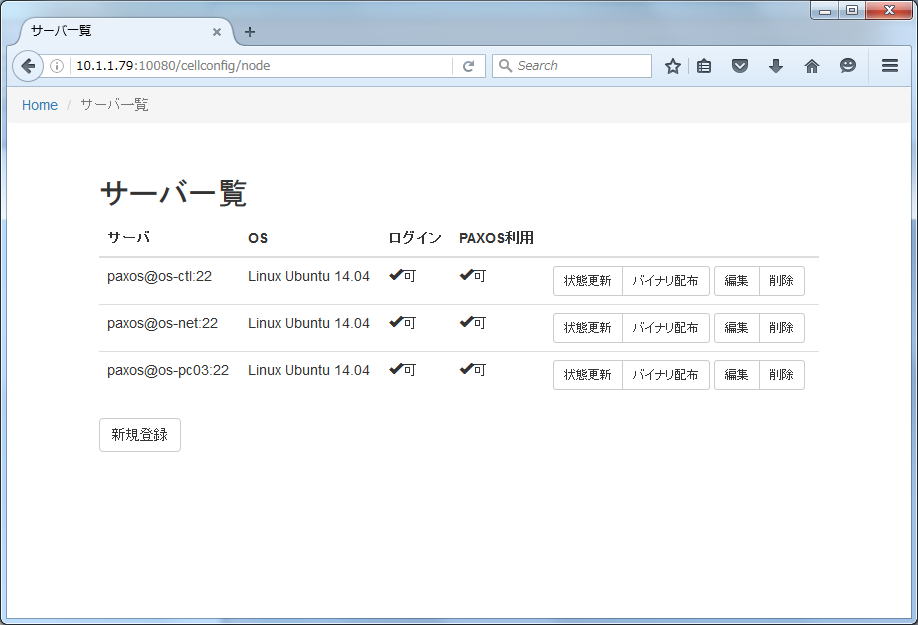 サーバ一覧
10.1.1.79:10080/cellconfig/node
Search
Home / サーバ一覧
サーバ一覧
サーバ OS ログイン PAXOS利用
paxos@os-ctl:22 Linux Ubuntu 14.04 ✔可 ✔可 状態更新 バイナリ配布 編集 削除
paxos@os-net:22 Linux Ubuntu 14.04 ✔可 ✔可 状態更新 バイナリ配布 編集 削除
paxos@os-pc03:22 Linux Ubuntu 14.04 ✔可 ✔可 状態更新 バイナリ配布 編集 削除
新規登録